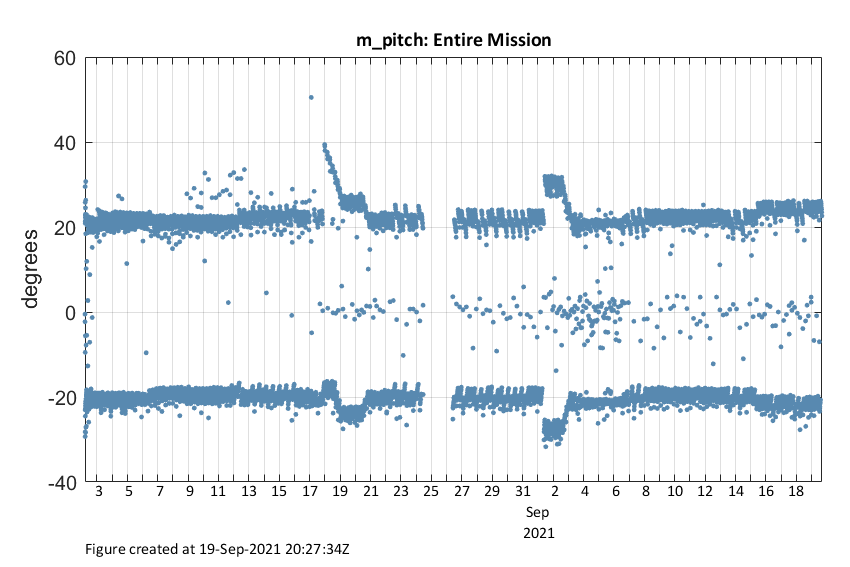 m_pitch: Entire Mission
60
40
20
0
-20
-40
degrees
3 5 7 9 11 13 15 17 19 21 23 25 27 29 31 2 4 6 8 10 12 14 16 18
Sep
2021
Figure created at 19-Sep-2021 20:27:34Z